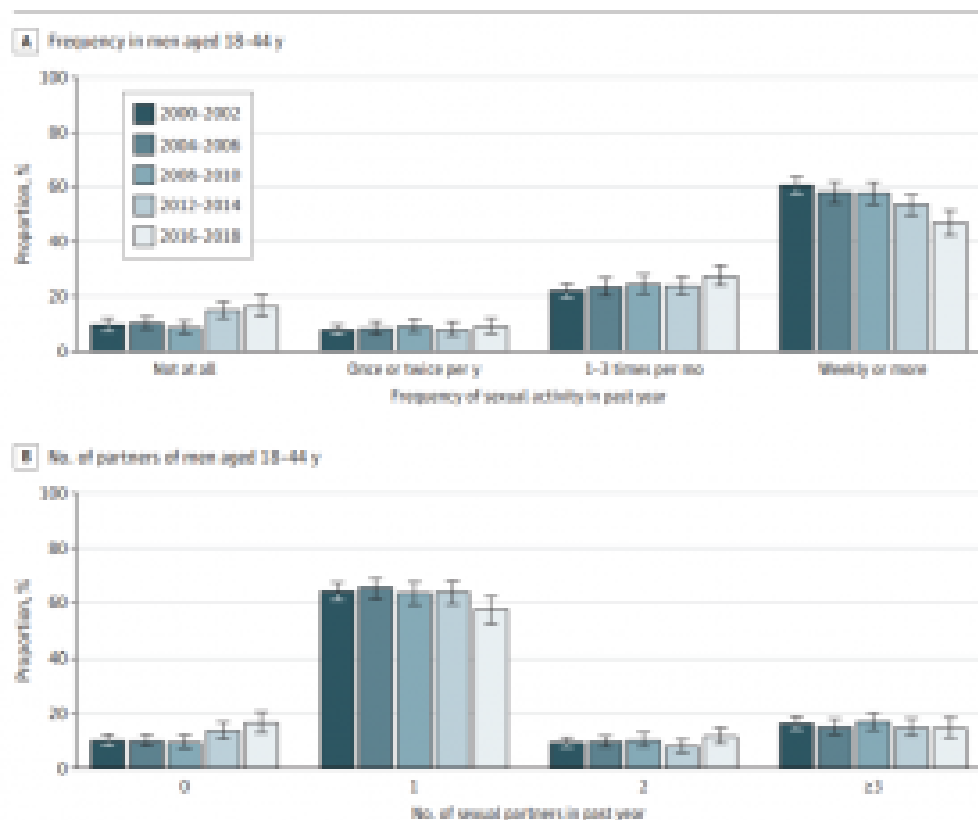 A Frequency in men aged 18–44 y
100
80
60
40
20
0
Proportion, %
2000-2002
2004-2006
2008-2010
2012-2014
2016-2018
Not at all
Once or twice per y
1–3 times per mo
Weekly or more
Frequency of sexual activity in past year
B No. of partners of men aged 18–44 y
100
80
60
40
20
0
Proportion, %
0
1
2
≥3
No. of sexual partners in past year